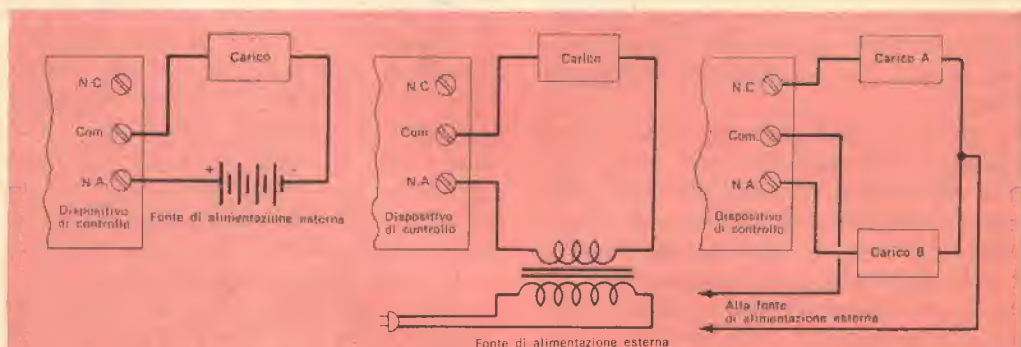 Carico
N.C
Com
N.A.
Dispositivo
di controllo
+
-
Fonte di alimentazione esterna
Carico
N.C
Com
N.A
Dispositivo
di controllo
Fonte di alimentazione esterna
Carico A
N.C
Com.
N.A
Dispositivo
di controllo
Carico B
Alla fonte
di alimentazione esterna